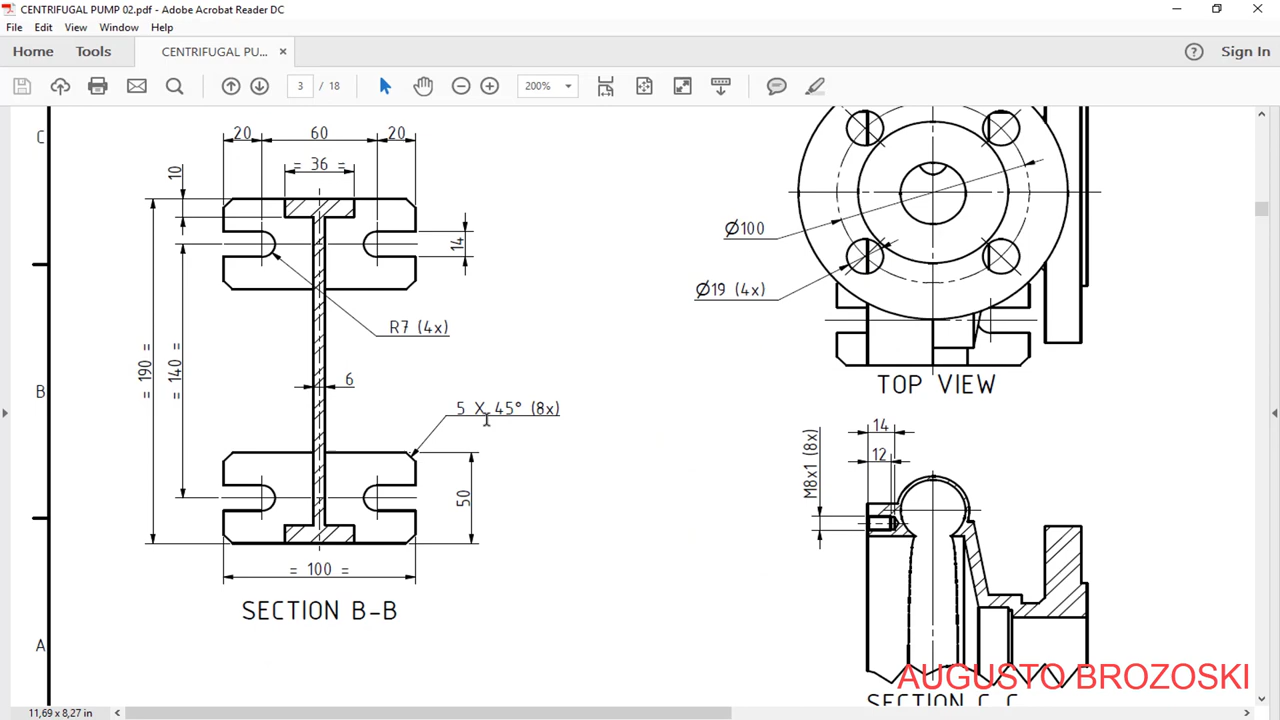 CENTRIFUGAL PUMP 02.pdf - Adobe Acrobat Reader DC
File Edit View Window Help
Home Tools CENTRIFUGAL PU... × Sign In
3 / 18 200%
C
20 60 20
= 36 =
10
14
R7 (4x)
= 190 =
= 140 =
6
B
5 X 45° (8x)
50
= 100 =
SECTION B-B
A
Ø100
Ø19 (4x)
TOP VIEW
14
12
M8x1 (8x)
SECTION C-C
AUGUSTO BROZOSKI
11,69 x 8,27 in